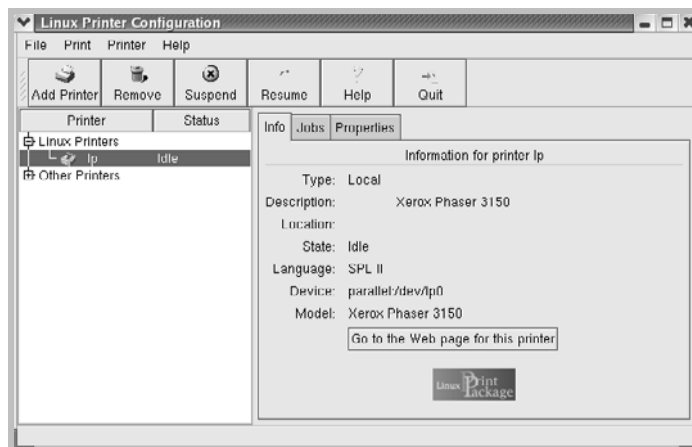 Linux Printer Configuration
File Print Printer Help
Add Printer Remove Suspend Resume Help Quit
Printer Status
Linux Printers
lp Idle
Other Printers
Info Jobs Properties
Information for printer lp
Type: Local
Description: Xerox Phaser 3150
Location:
State: Idle
Language: SPL II
Device: parallel:/dev/lp0
Model: Xerox Phaser 3150
Go to the Web page for this printer
Linux Print Package